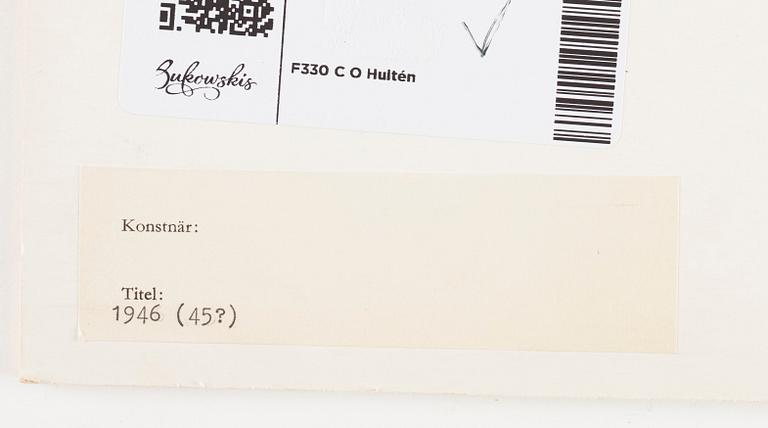 Bukowskis
F330 C O Hultén
Konstnär:
Titel:
1946 (45?)